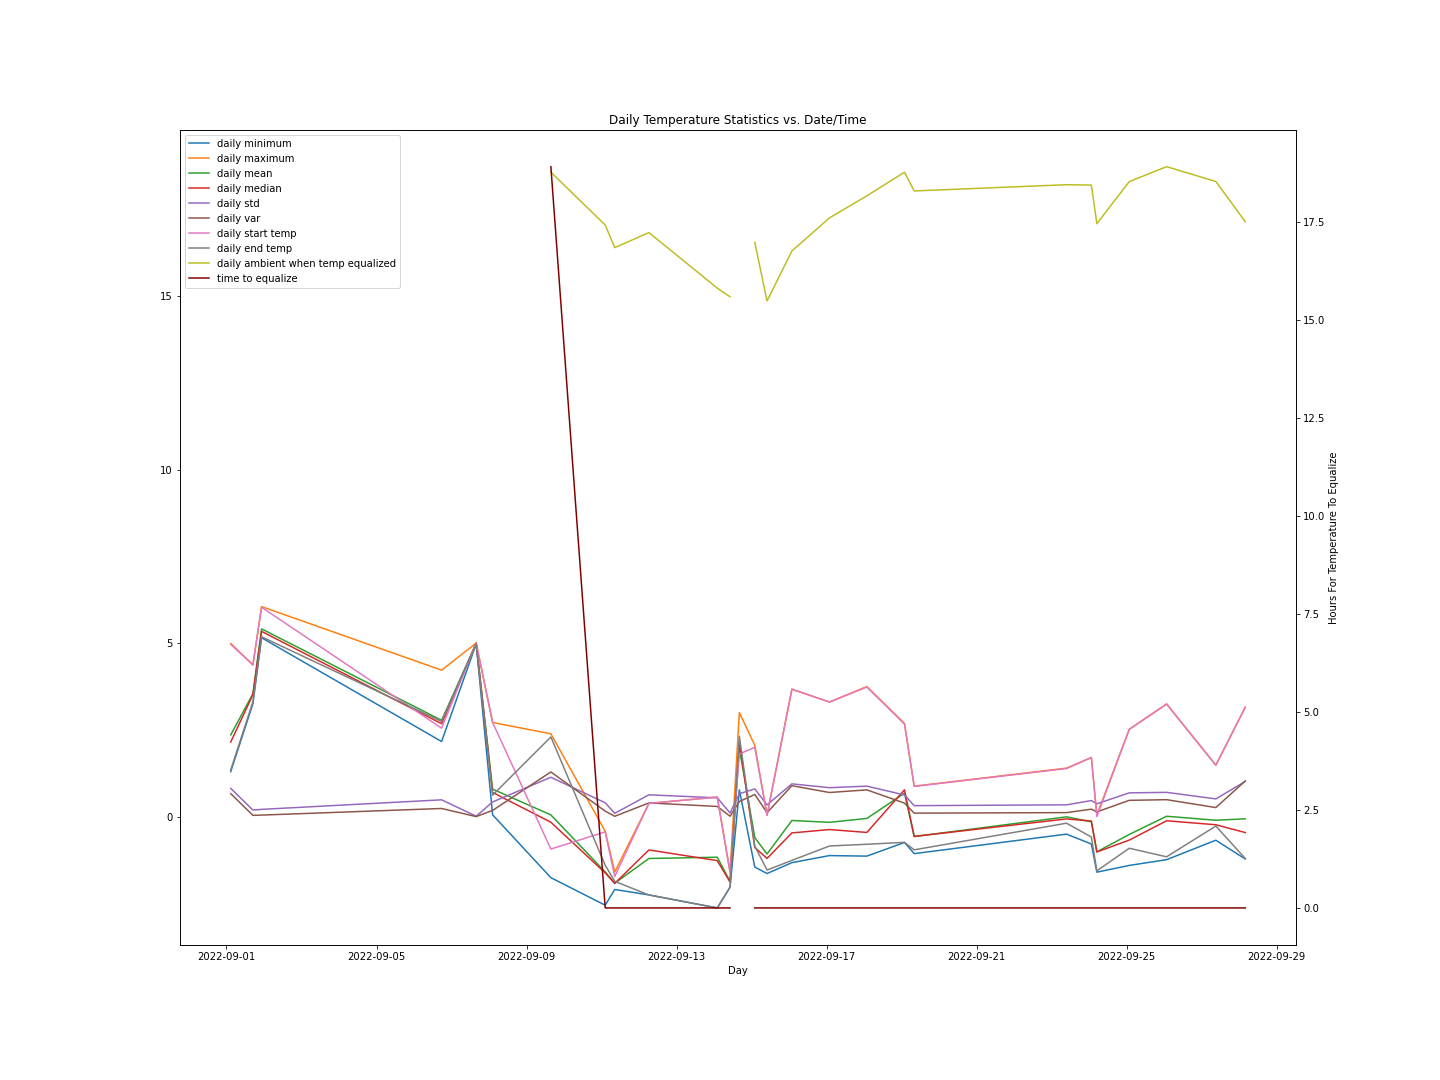 Daily Temperature Statistics vs. Date/Time
daily minimum
daily maximum
daily mean
daily median
daily std
daily var
daily start temp
daily end temp
daily ambient when temp equalized
time to equalize
15
10
5
0
17.5
15.0
12.5
10.0
7.5
5.0
2.5
0.0
Hours For Temperature To Equalize
2022-09-01 2022-09-05 2022-09-09 2022-09-13 2022-09-17 2022-09-21 2022-09-25 2022-09-29
Day